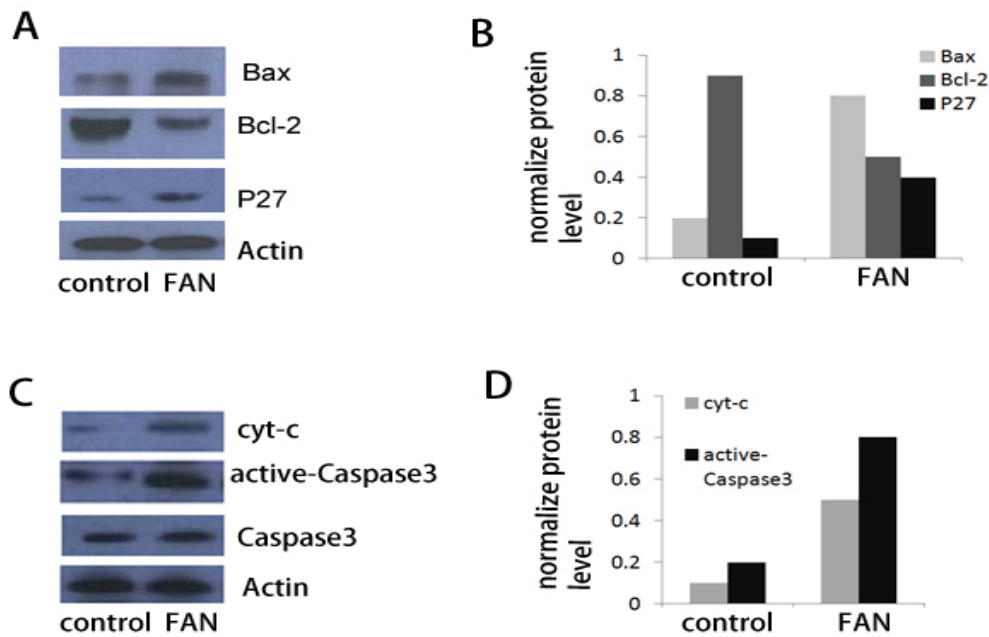 A
Bax
Bcl-2
P27
Actin
control FAN
B
normalize protein
level
1
0.8
0.6
0.4
0.2
0
Bax
Bcl-2
P27
control FAN
C
cyt-c
active-Caspase3
Caspase3
Actin
control FAN
D
normalize protein
level
1
0.8
0.6
0.4
0.2
0
cyt-c
active-
Caspase3
control FAN